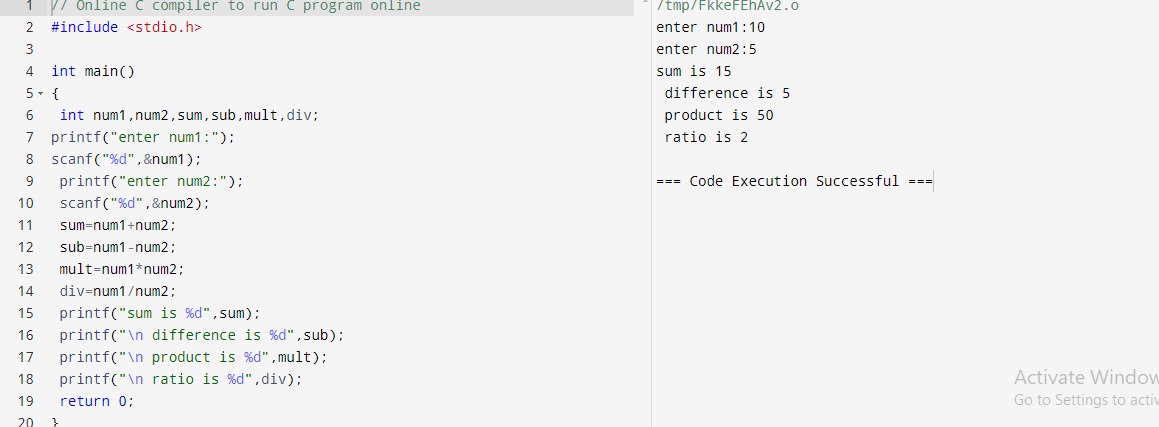 1 // Online C compiler to run C program online
2 #include <stdio.h>
3
4 int main()
5 {
6 int num1,num2,sum,sub,mult,div;
7 printf("enter num1:");
8 scanf("%d",&num1);
9 printf("enter num2:");
10 scanf("%d",&num2);
11 sum=num1+num2;
12 sub=num1-num2;
13 mult=num1*num2;
14 div=num1/num2;
15 printf("sum is %d",sum);
16 printf("\n difference is %d",sub);
17 printf("\n product is %d",mult);
18 printf("\n ratio is %d",div);
19 return 0;
20 }
/tmp/FkkeFEhAv2.o
enter num1:10
enter num2:5
sum is 15
difference is 5
product is 50
ratio is 2
=== Code Execution Successful ===
Activate Window
Go to Settings to activ